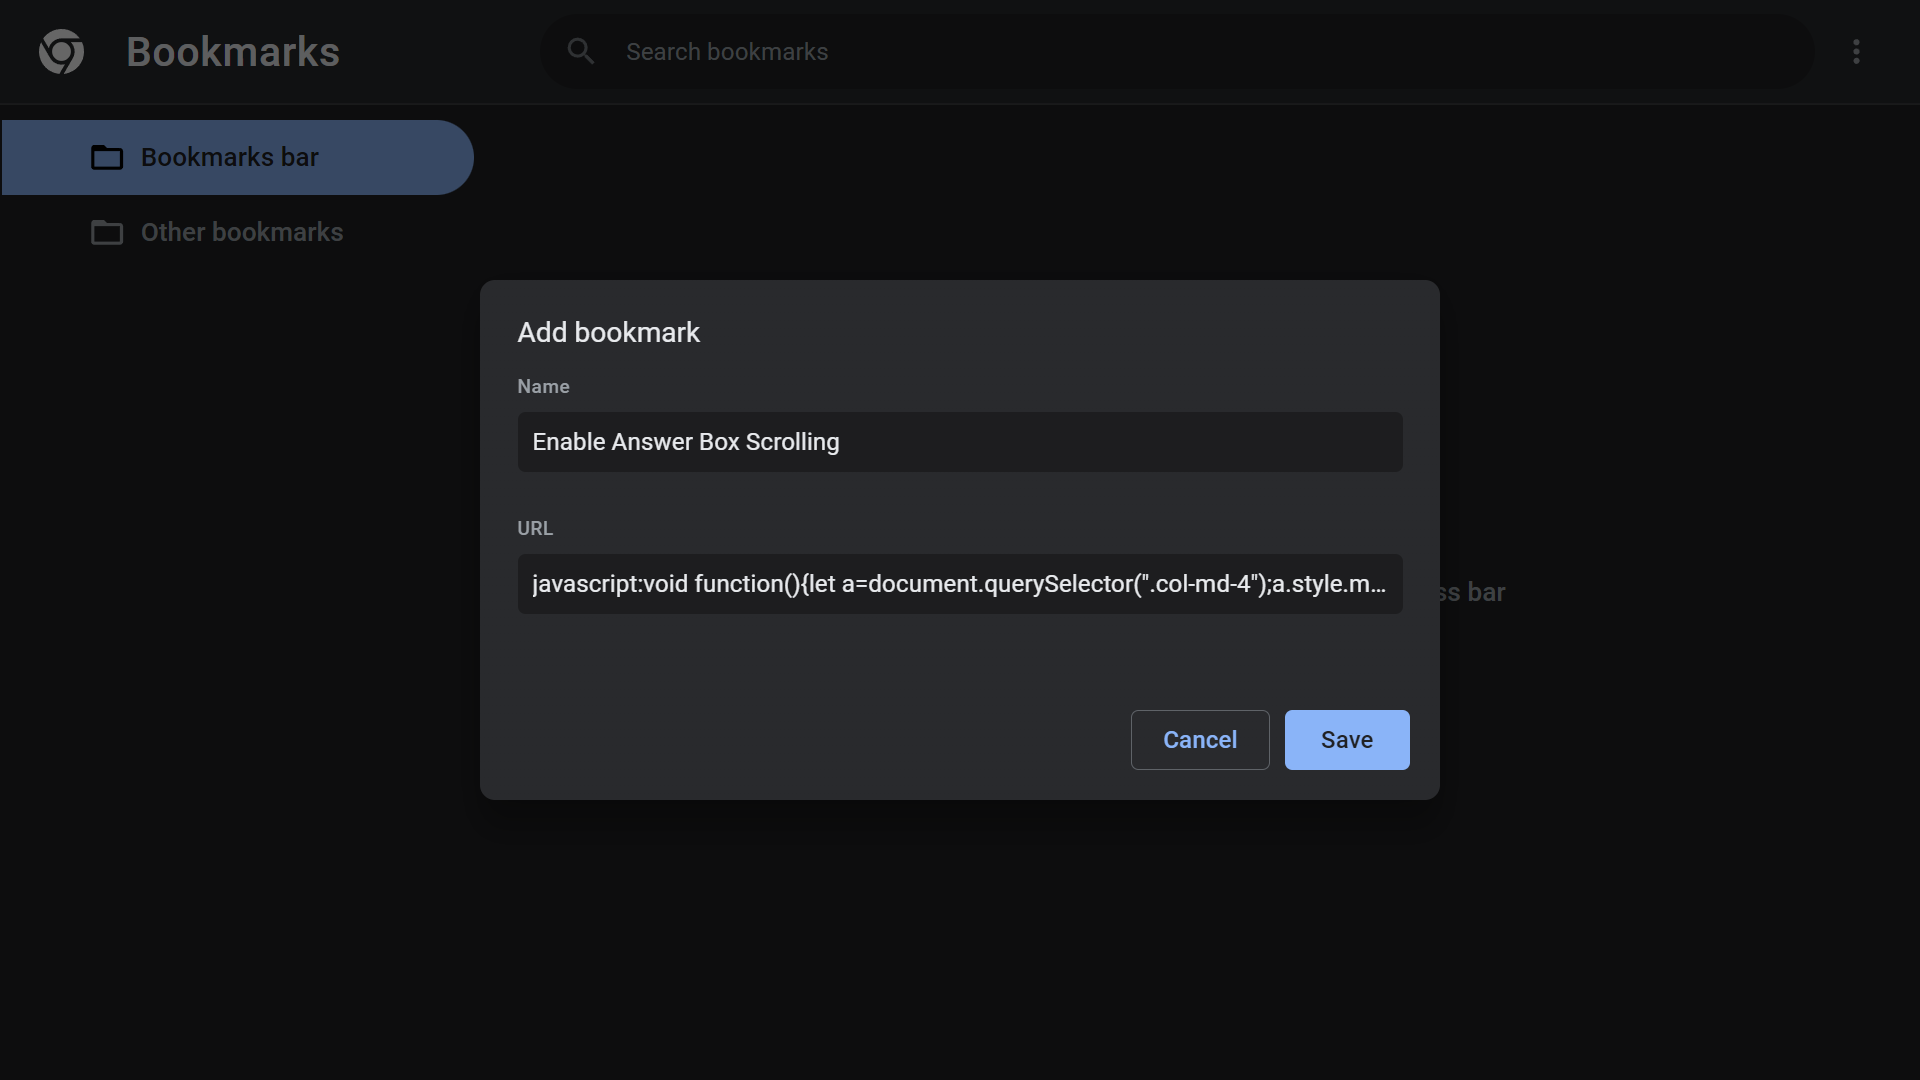 Bookmarks
Search bookmarks
Bookmarks bar
Other bookmarks
Add bookmark
Name
Enable Answer Box Scrolling
URL
javascript:void function(){let a=document.querySelector(".col-md-4");a.style.m...
ss bar
Cancel
Save